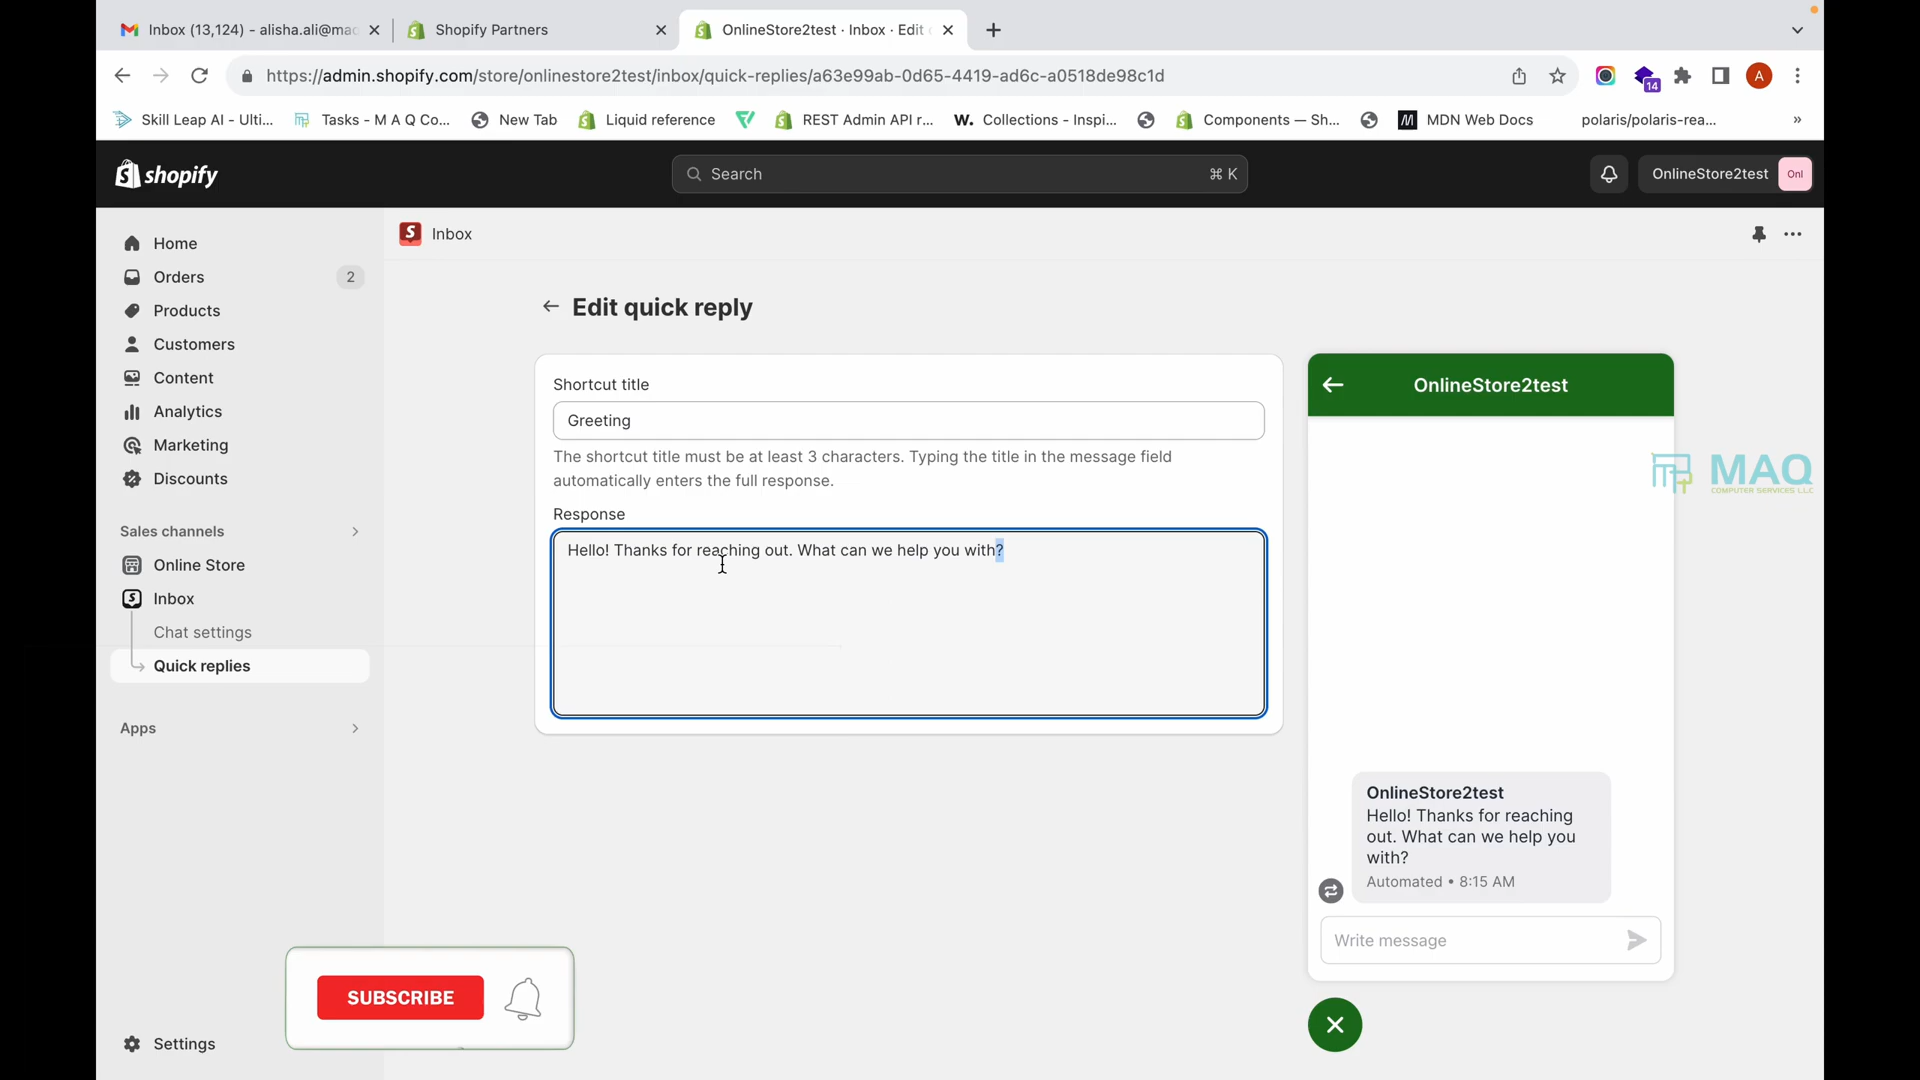 Inbox (13,124) - alisha.ali@mac
Shopify Partners
OnlineStore2test · Inbox · Edit
https://admin.shopify.com/store/onlinestore2test/inbox/quick-replies/a63e99ab-0d65-4419-ad6c-a0518de98c1d
14
A
Skill Leap AI - Ulti...
Tasks - M A Q Co...
New Tab
Liquid reference
REST Admin API r...
W. Collections - Inspi...
Components — Sh...
MDN Web Docs
polaris/polaris-rea...
»
shopify
Search
⌘ K
OnlineStore2test
Onl
Home
Orders
2
Products
Customers
Content
Analytics
Marketing
Discounts
Sales channels
Online Store
Inbox
Chat settings
Quick replies
Apps
Settings
Inbox
Edit quick reply
Shortcut title
Greeting
The shortcut title must be at least 3 characters. Typing the title in the message field
automatically enters the full response.
Response
Hello! Thanks for reaching out. What can we help you with?
OnlineStore2test
MAQ
COMPUTER SERVICES LLC
OnlineStore2test
Hello! Thanks for reaching
out. What can we help you
with?
Automated • 8:15 AM
Write message
SUBSCRIBE